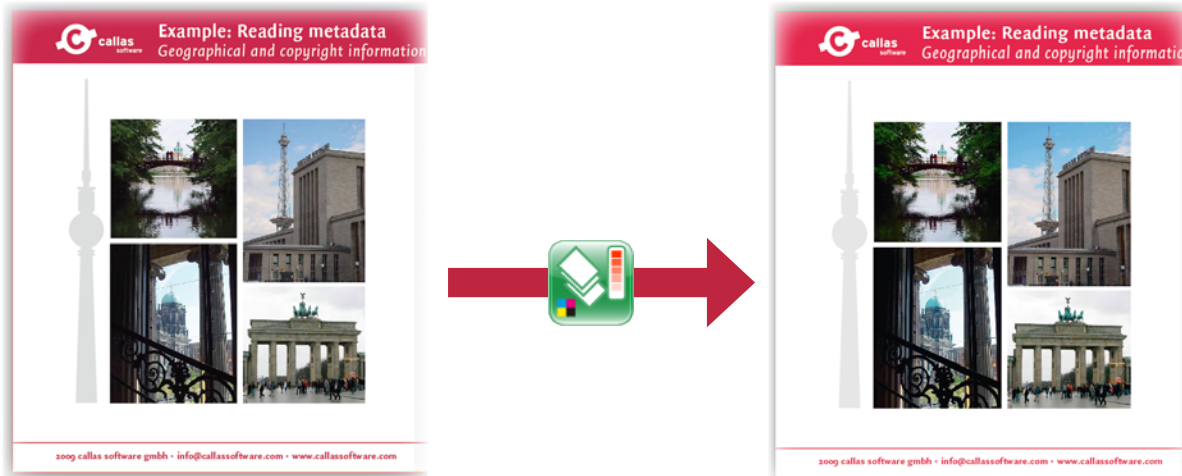 callas
software
Example: Reading metadata
Geographical and copyright information
2009 callas software gmbh • info@callassoftware.com • www.callassoftware.com
callas
software
Example: Reading metadata
Geographical and copyright informatio
2009 callas software gmbh • info@callassoftware.com • www.callassoftware.com